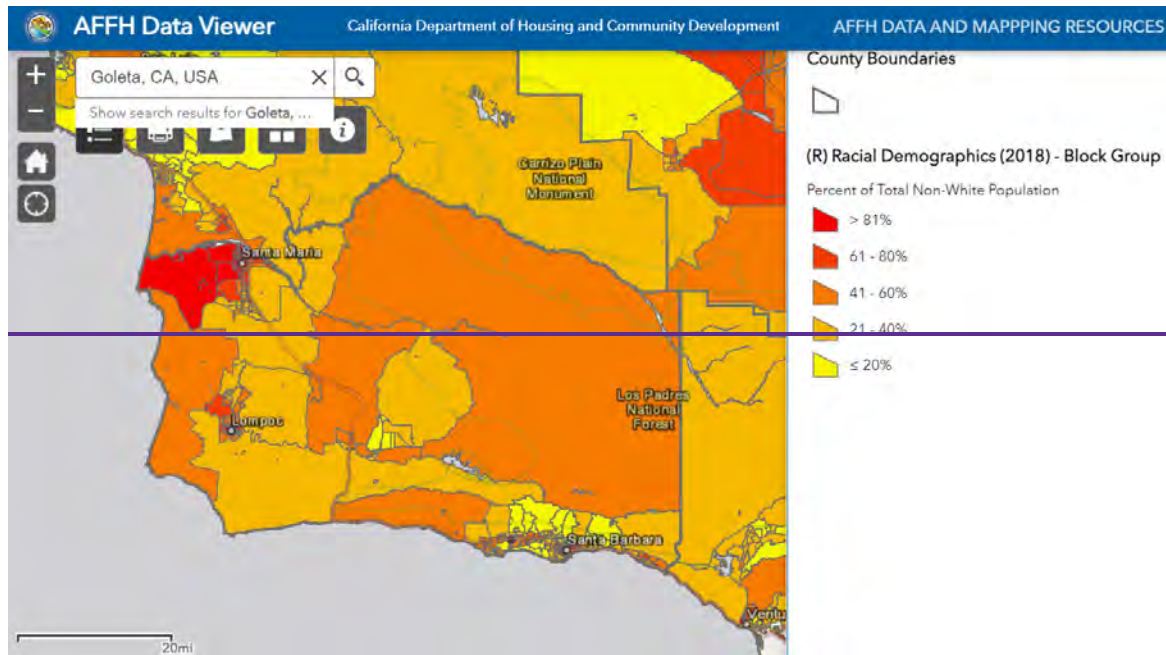 AFFH Data Viewer
California Department of Housing and Community Development
AFFH DATA AND MAPPPING RESOURCES
+
Goleta, CA, USA
Show search results for Goleta, ...
−
County Boundaries
(R) Racial Demographics (2018) - Block Group
Percent of Total Non-White Population
> 81%
61 - 80%
41 - 60%
21 - 40%
≤ 20%
Carrizo Plain
National
Monument
Santa Maria
Los Padres
National
Forest
Lompoc
Santa Barbara
Ventu
20mi